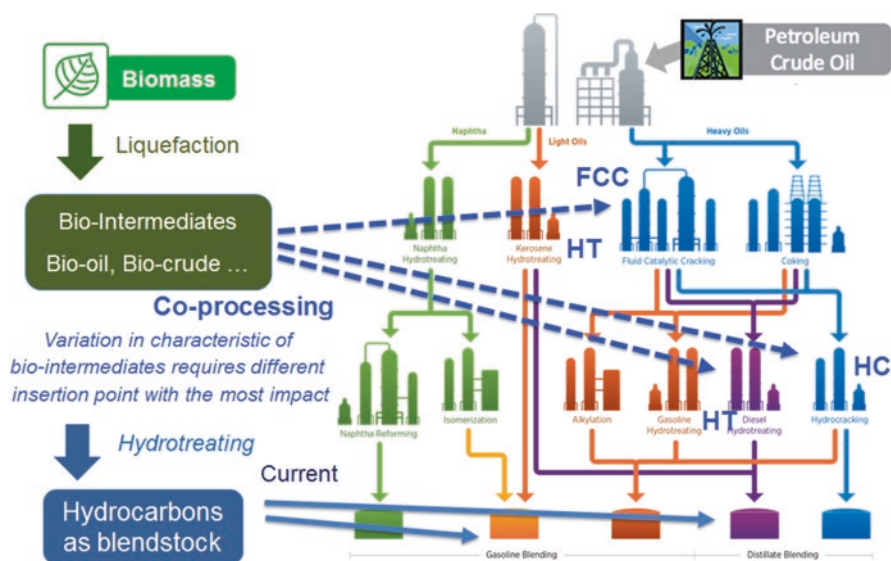 Biomass
Petroleum
Crude Oil
Liquefaction
Naphtha
Light Oils
Heavy Oils
Bio-Intermediates
Bio-oil, Bio-crude ...
FCC
HT
Naphtha
Hydrotreating
Kerosene
Hydrotreating
Fluid Catalytic Cracking
Coking
Co-processing
Variation in characteristic of
bio-intermediates requires different
insertion point with the most impact
HC
HT
Naphtha Reforming
Isomerization
Alkylation
Gasoline
Hydrotreating
Diesel
Hydrotreating
Hydrocracking
Hydrotreating
Current
Hydrocarbons
as blendstock
Gasoline Blending
Distillate Blending